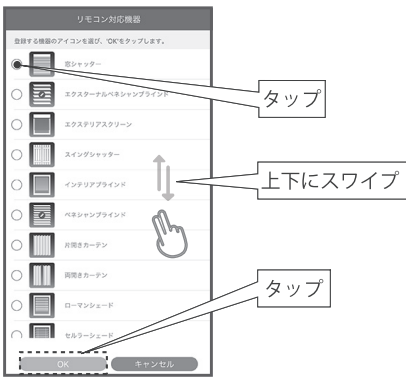 リモコン対応機器
登録する機器のアイコンを選び、'OK'をタップします。
窓シャッター
エクスターナルベネシャンブラインド
タップ
エクステリアスクリーン
スイングシャッター
上下にスワイプ
インテリアブラインド
ベネシャンブラインド
片開きカーテン
両開きカーテン
タップ
ローマンシェード
セルラーシェード
OK
キャンセル